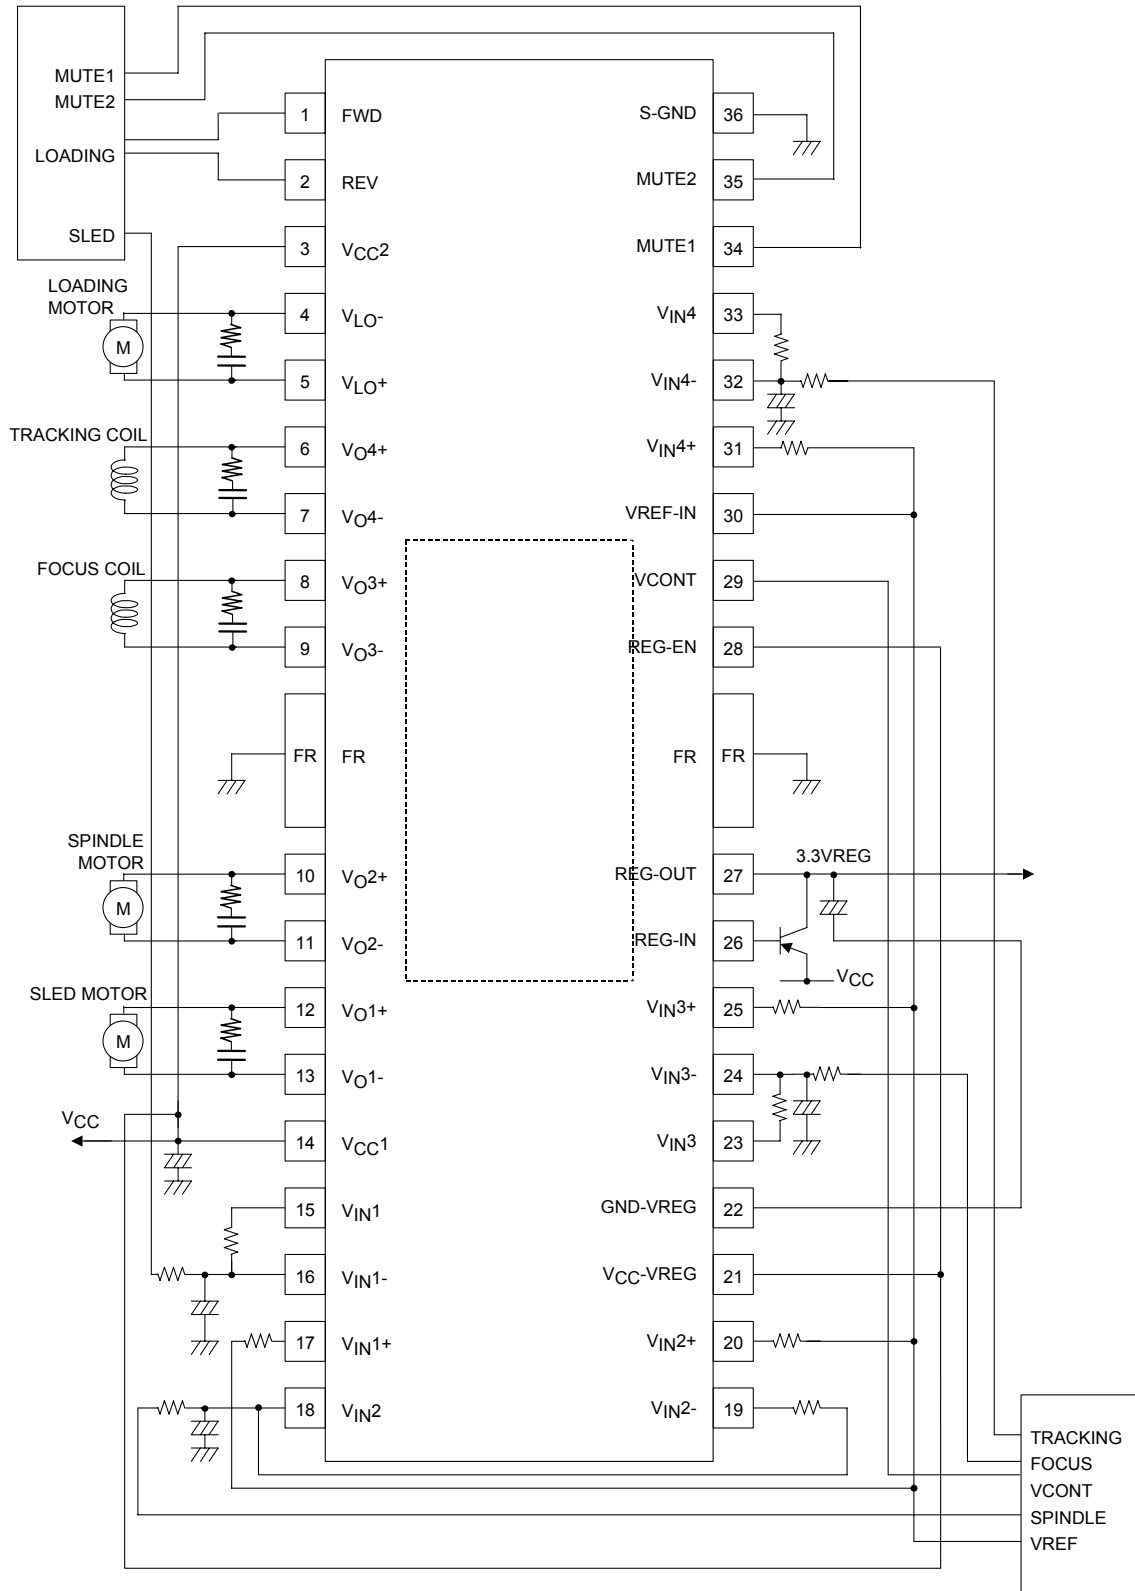 MUTE1
MUTE2
LOADING
SLED
LOADING
MOTOR
M
TRACKING COIL
FOCUS COIL
SPINDLE
MOTOR
M
SLED MOTOR
M
VCC
1 FWD
2 REV
3 VCC2
4 VLO-
5 VLO+
6 VO4+
7 VO4-
8 VO3+
9 VO3-
FR FR
10 VO2+
11 VO2-
12 VO1+
13 VO1-
14 VCC1
15 VIN1
16 VIN1-
17 VIN1+
18 VIN2
S-GND 36
MUTE2 35
MUTE1 34
VIN4 33
VIN4- 32
VIN4+ 31
VREF-IN 30
VCONT 29
REG-EN 28
FR FR
REG-OUT 27
REG-IN 26
VIN3+ 25
VIN3- 24
VIN3 23
GND-VREG 22
VCC-VREG 21
VIN2+ 20
VIN2- 19
3.3VREG
VCC
TRACKING
FOCUS
VCONT
SPINDLE
VREF